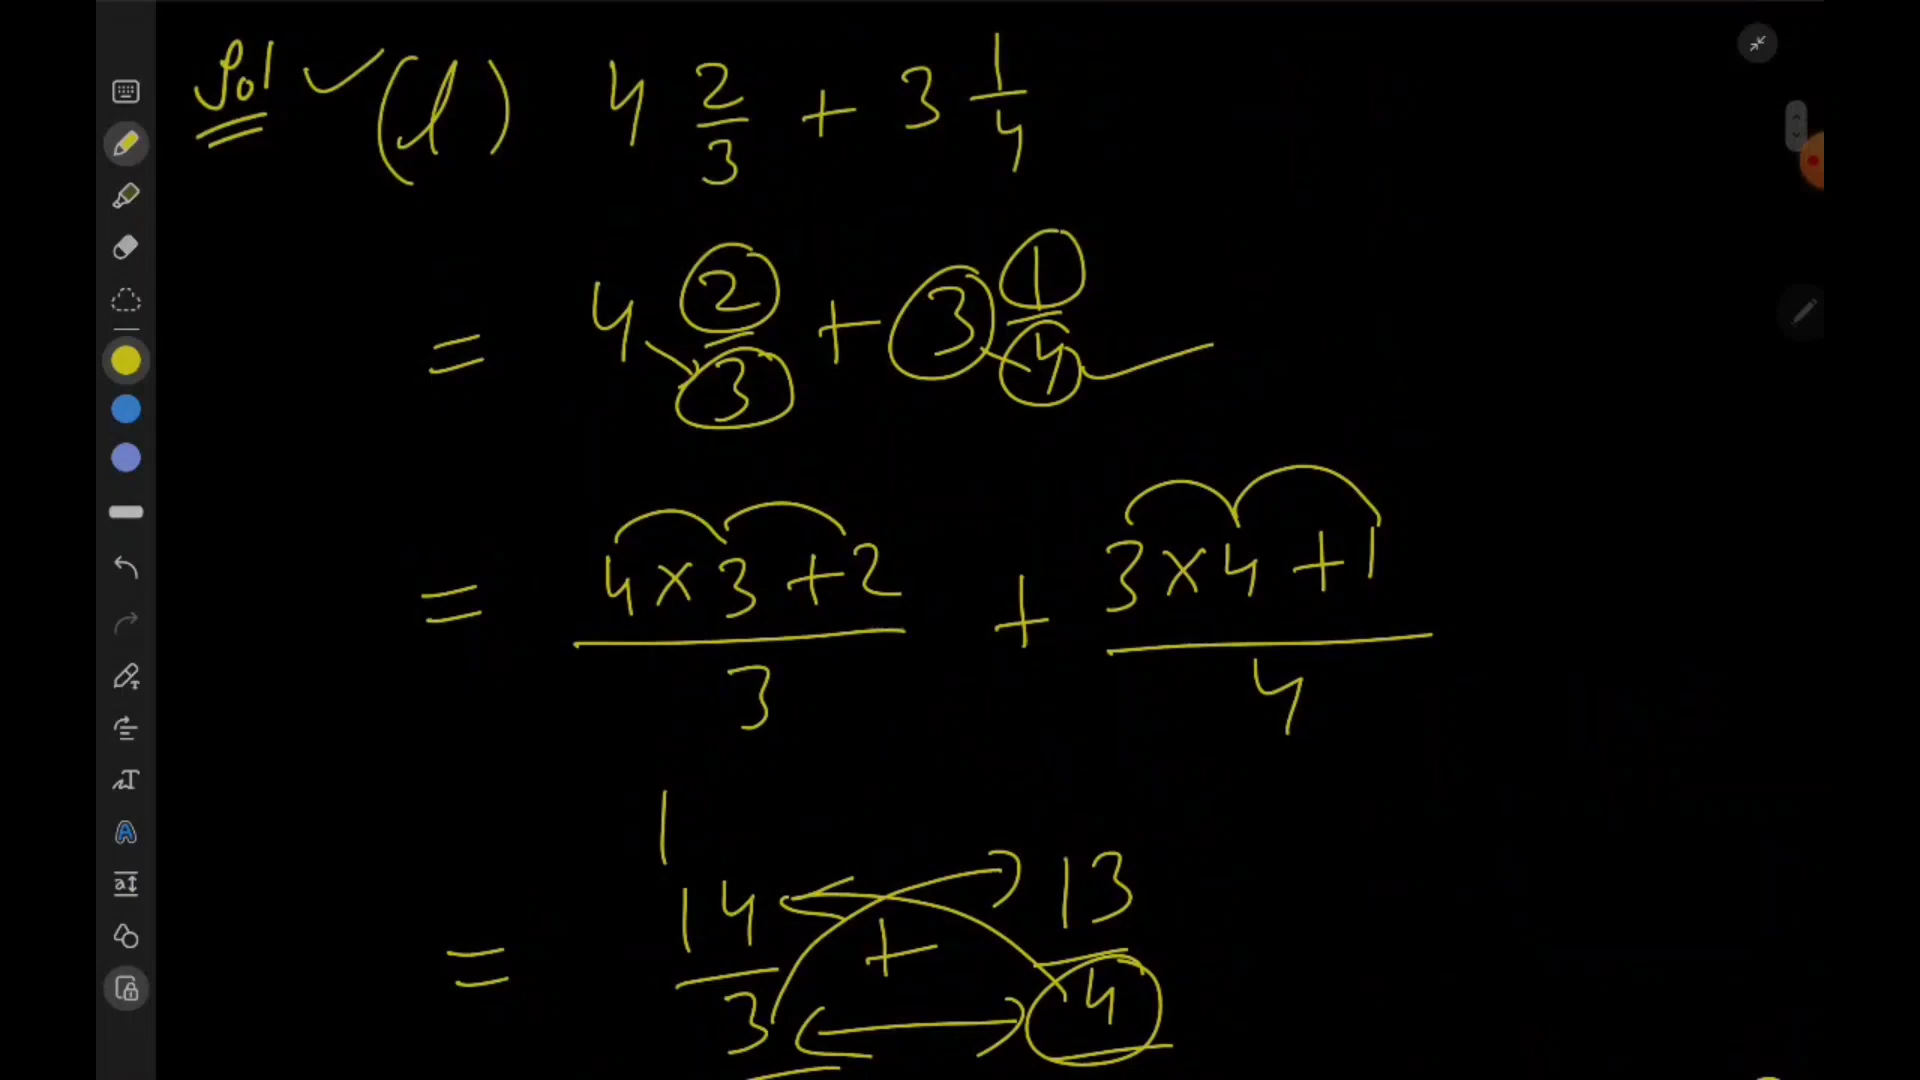 Sol (l) 4 2/3 + 3 1/4
= 4 2/3 + 3 1/4
= 4 × 3 + 2 / 3 + 3 × 4 + 1 / 4
1
= 14/3 + 13/4